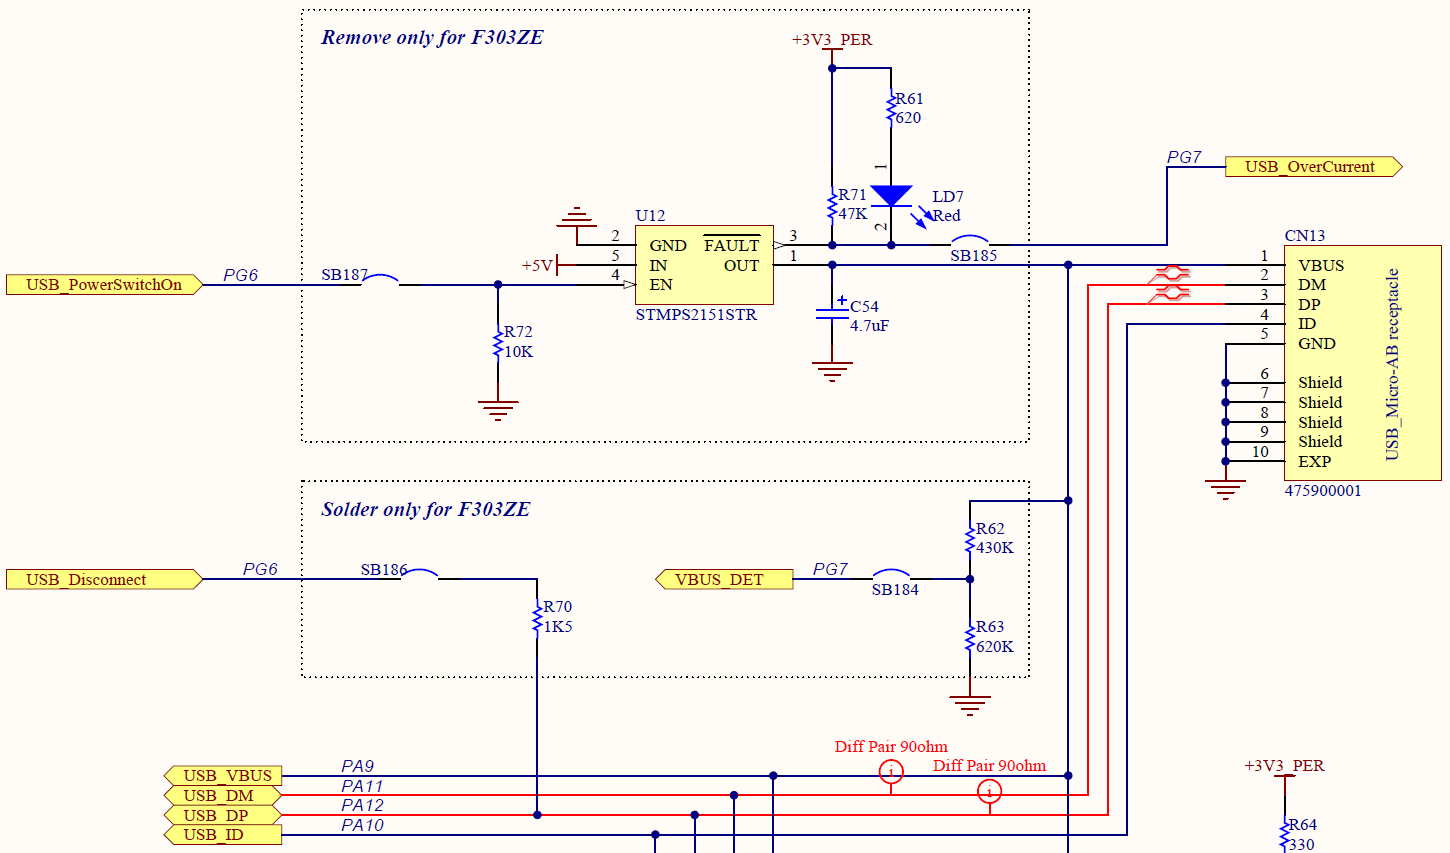 Remove only for F303ZE
+3V3_PER
R61
620
PG7
USB_OverCurrent
1
R71
47K
LD7
Red
2
U12
CN13
2
GND
FAULT
3
SB185
5
IN
OUT
1
+5V
4
EN
STMPS2151STR
USB_PowerSwitchOn
PG6
SB187
R72
10K
C54
4.7uF
1
VBUS
2
DM
3
DP
4
ID
5
GND
6
Shield
7
Shield
8
Shield
9
Shield
10
EXP
USB_Micro-AB receptacle
475900001
Solder only for F303ZE
USB_Disconnect
PG6
SB186
R70
1K5
VBUS_DET
PG7
SB184
R62
430K
R63
620K
Diff Pair 90ohm
i
Diff Pair 90ohm
i
USB_VBUS
PA9
USB_DM
PA11
USB_DP
PA12
USB_ID
PA10
+3V3_PER
R64
330